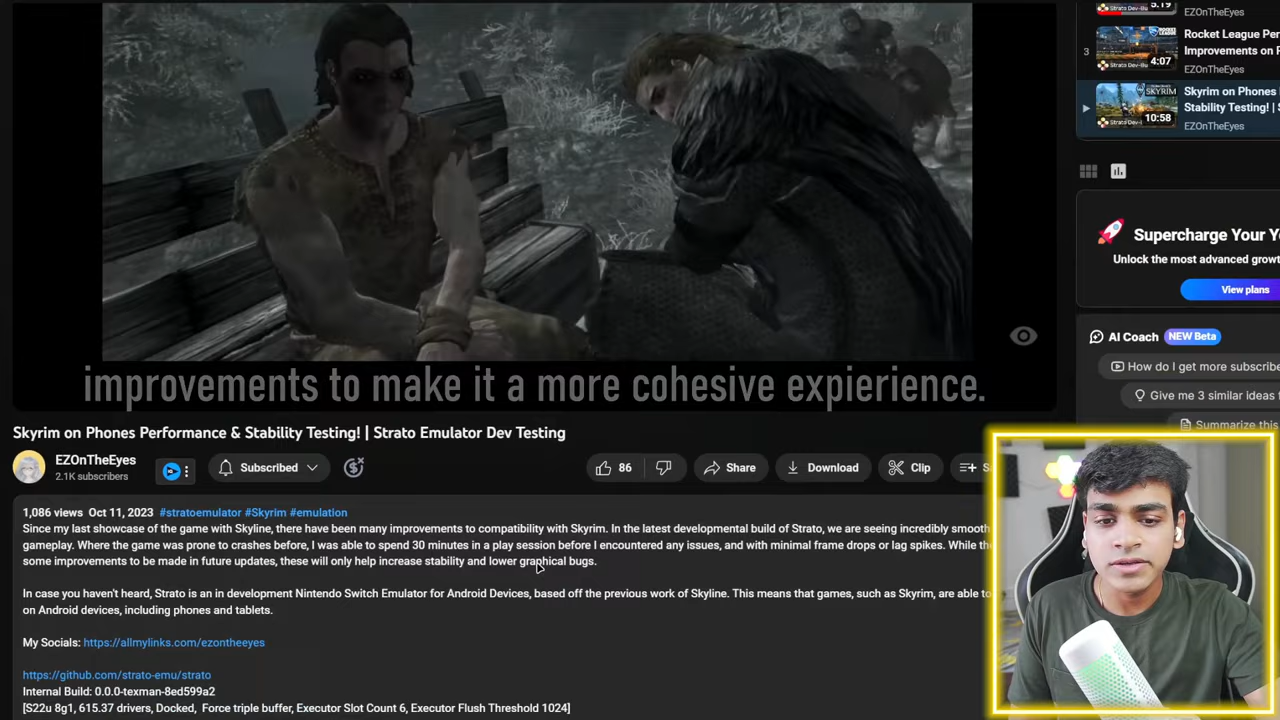 5:19
EZOnTheEyes
3
Rocket League Per
Improvements on
4:07
EZOnTheEyes
Skyrim on Phones
Stability Testing! |
SKYRIM
10:58
EZOnTheEyes
Supercharge Your Y
Unlock the most advanced growt
View plans
AI Coach NEW Beta
How do I get more subscribe
Give me 3 similar ideas
Summarize this
improvements to make it a more cohesive expierience.
Skyrim on Phones Performance & Stability Testing! | Strato Emulator Dev Testing
EZOnTheEyes
2.1K subscribers
Subscribed
86
Share
Download
Clip
1,086 views Oct 11, 2023 #stratoemulator #Skyrim #emulation
Since my last showcase of the game with Skyline, there have been many improvements to compatibility with Skyrim. In the latest developmental build of Strato, we are seeing incredibly smooth
gameplay. Where the game was prone to crashes before, I was able to spend 30 minutes in a play session before I encountered any issues, and with minimal frame drops or lag spikes. While the
some improvements to be made in future updates, these will only help increase stability and lower graphical bugs.
In case you haven't heard, Strato is an in development Nintendo Switch Emulator for Android Devices, based off the previous work of Skyline. This means that games, such as Skyrim, are able to
on Android devices, including phones and tablets.
My Socials: https://allmylinks.com/ezontheeyes
https://github.com/strato-emu/strato
Internal Build: 0.0.0-texman-8ed599a2
[S22u 8g1, 615.37 drivers, Docked, Force triple buffer, Executor Slot Count 6, Executor Flush Threshold 1024]